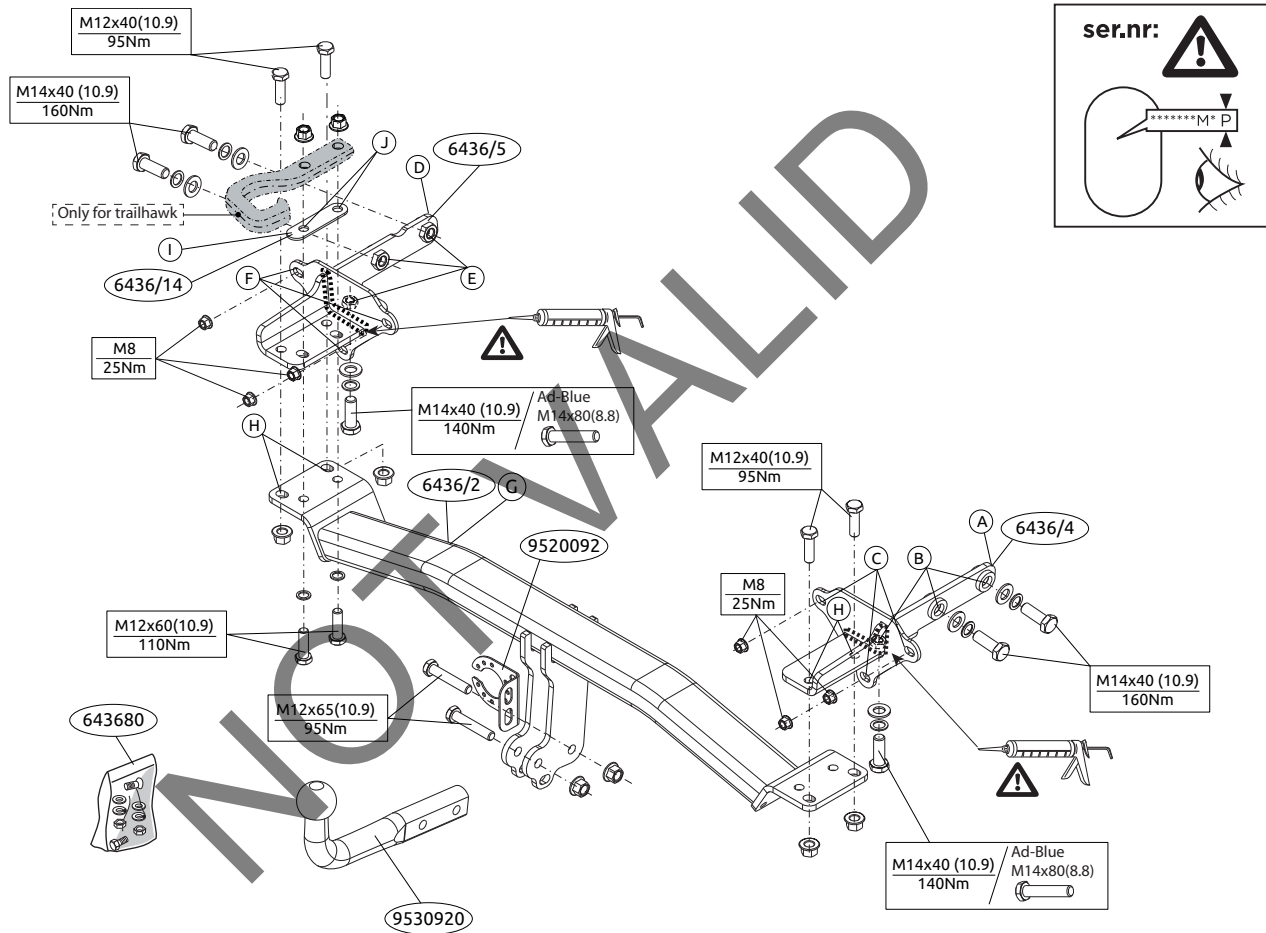 M12x40(10.9)
95Nm
ser.nr:
*******M* P
M14x40 (10.9)
160Nm
J
6436/5
D
Only for trailhawk
I
E
6436/14
F
M8
25Nm
M14x40 (10.9)
140Nm
Ad-Blue
M14x80(8.8)
H
6436/2
G
M12x40(10.9)
95Nm
A
6436/4
9520092
C
B
M8
25Nm
H
M12x60(10.9)
110Nm
M14x40 (10.9)
160Nm
M12x65(10.9)
95Nm
643680
M14x40 (10.9)
140Nm
Ad-Blue
M14x80(8.8)
9530920
NOT VALID